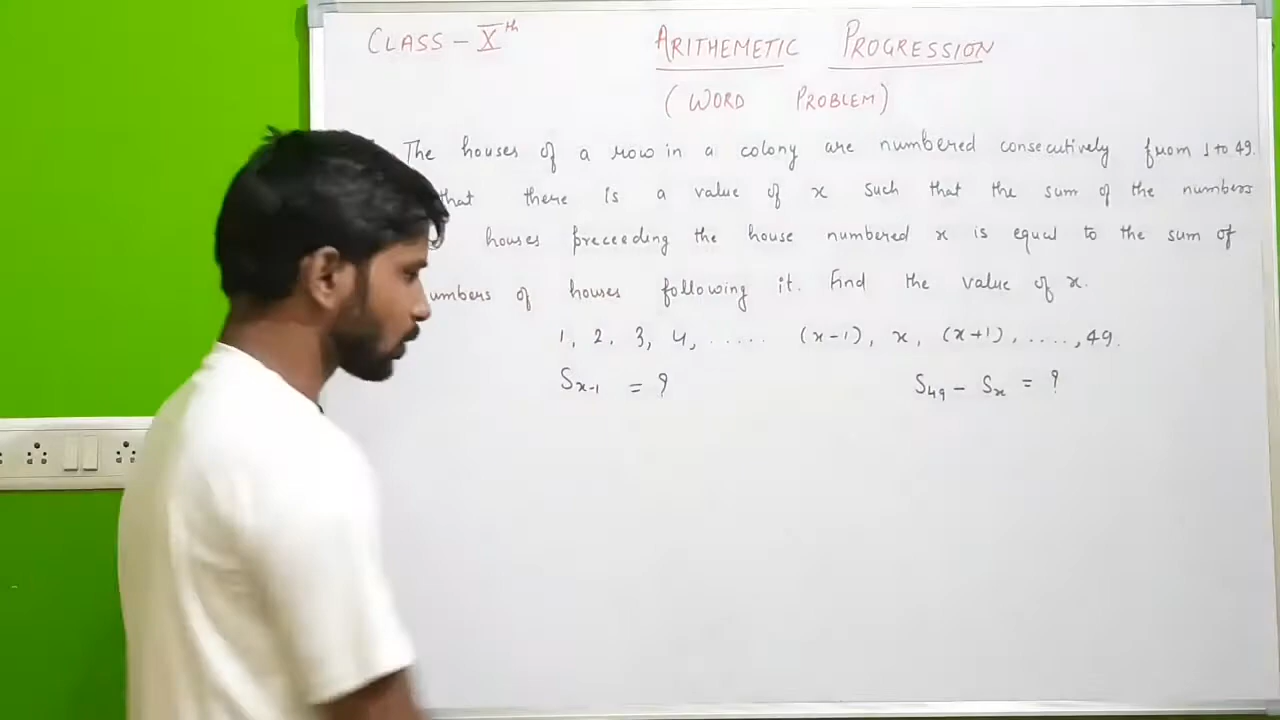 CLASS - Xth
ARITHEMETIC PROGRESSION
(WORD PROBLEM)
The houses of a row in a colony are numbered consecutively from 1 to 49.
that there is a value of x such that the sum of the numbers
houses preceeding the house numbered x is equal to the sum of
umbers of houses following it. Find the value of x.
1, 2, 3, 4, ..... (x-1), x, (x+1), ...., 49.
Sx-1 = ? S49 - Sx = ?